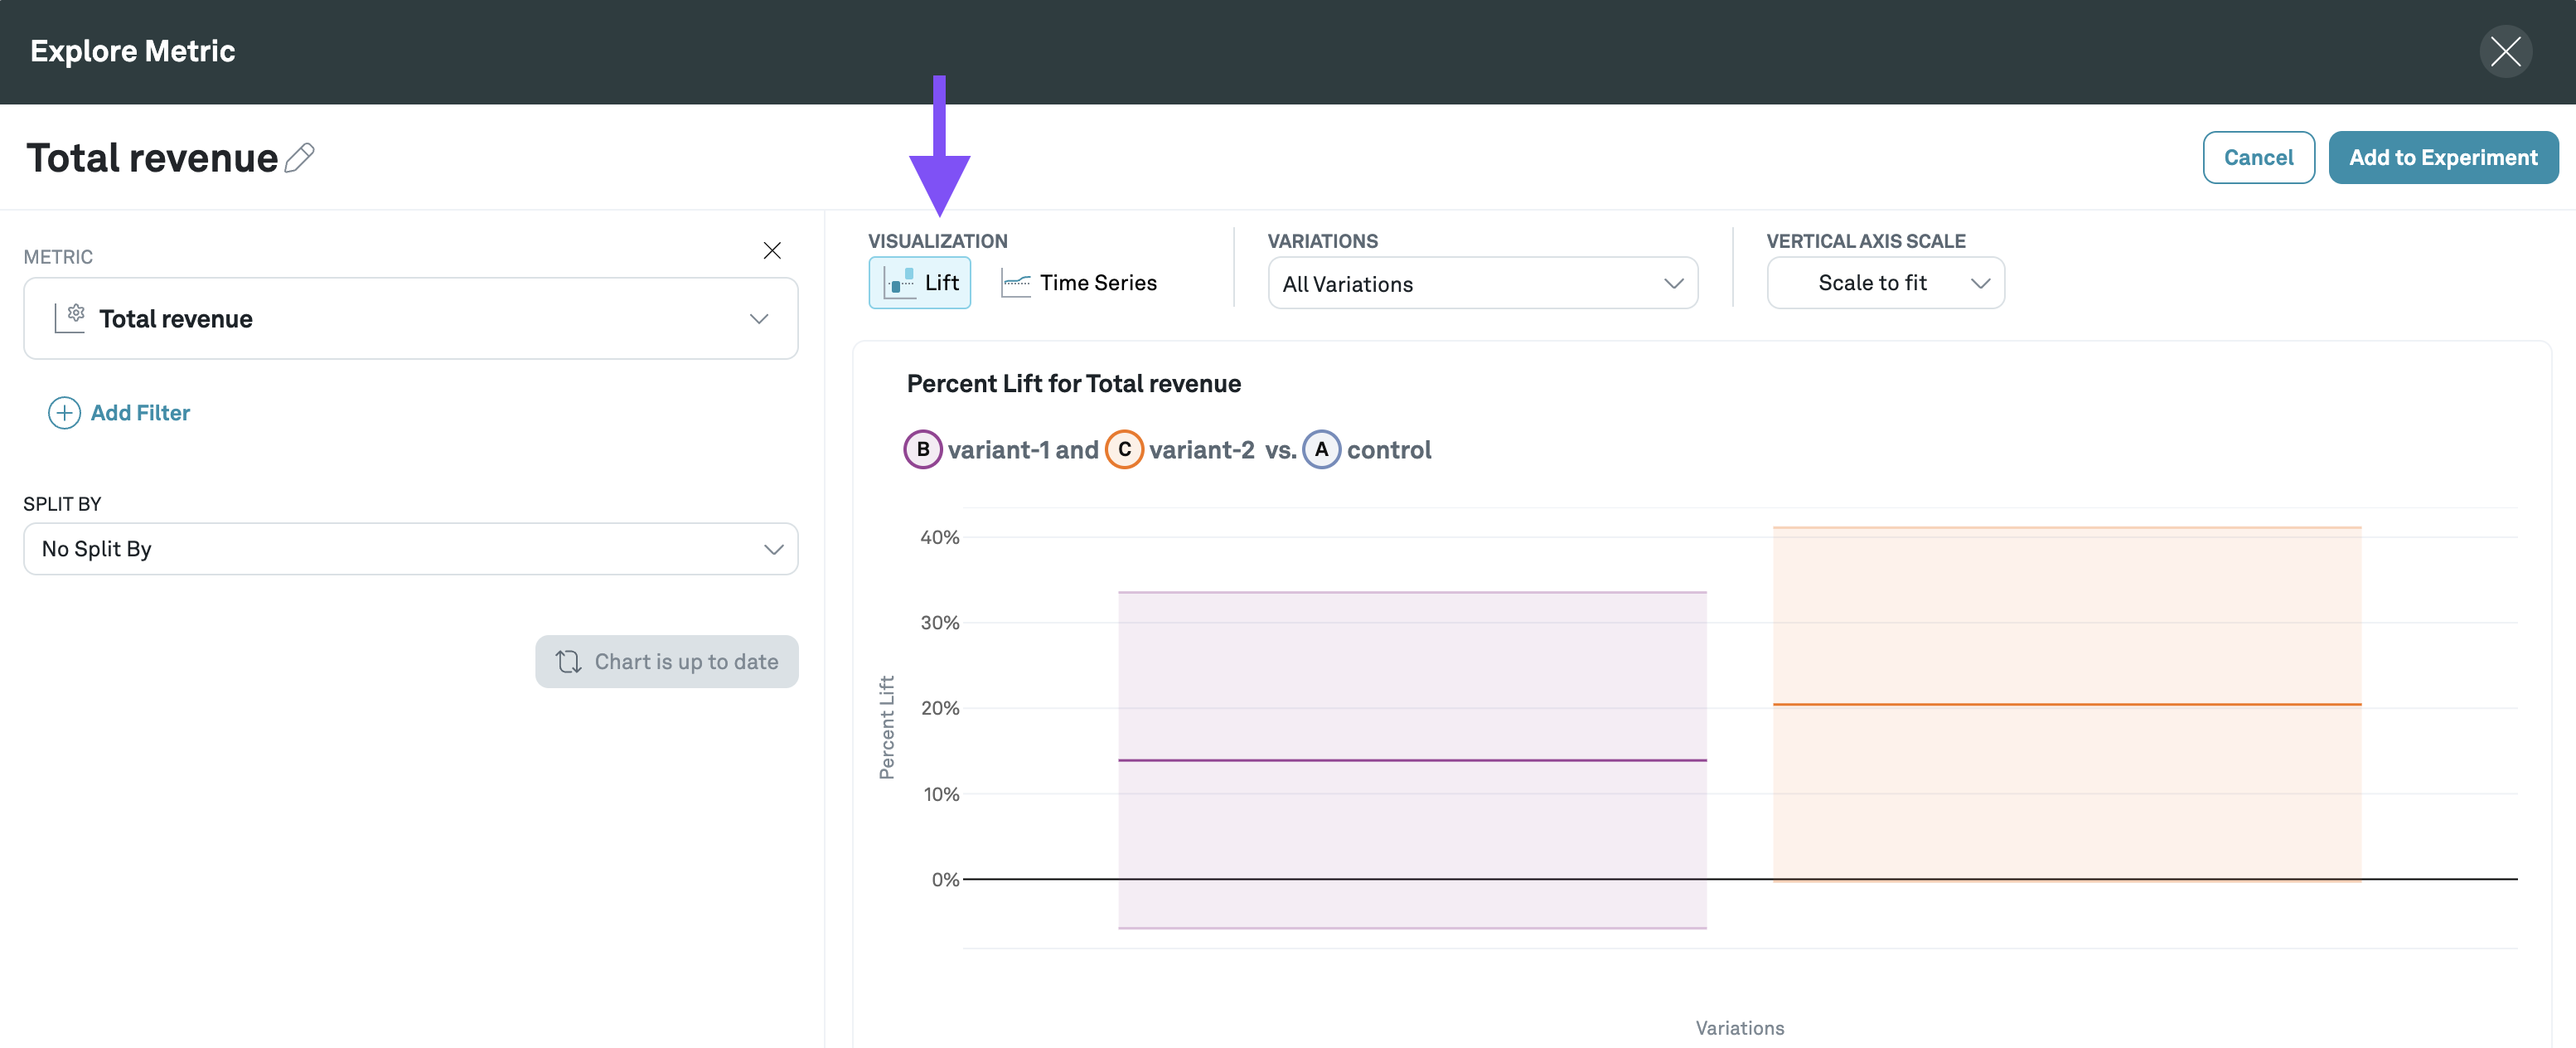 Explore Metric
Total revenue
Cancel
Add to Experiment
METRIC
Total revenue
Add Filter
SPLIT BY
No Split By
Chart is up to date
VISUALIZATION
Lift
Time Series
VARIATIONS
All Variations
VERTICAL AXIS SCALE
Scale to fit
Percent Lift for Total revenue
B variant-1 and C variant-2 vs. A control
40%
30%
20%
10%
0%
Percent Lift
Variations